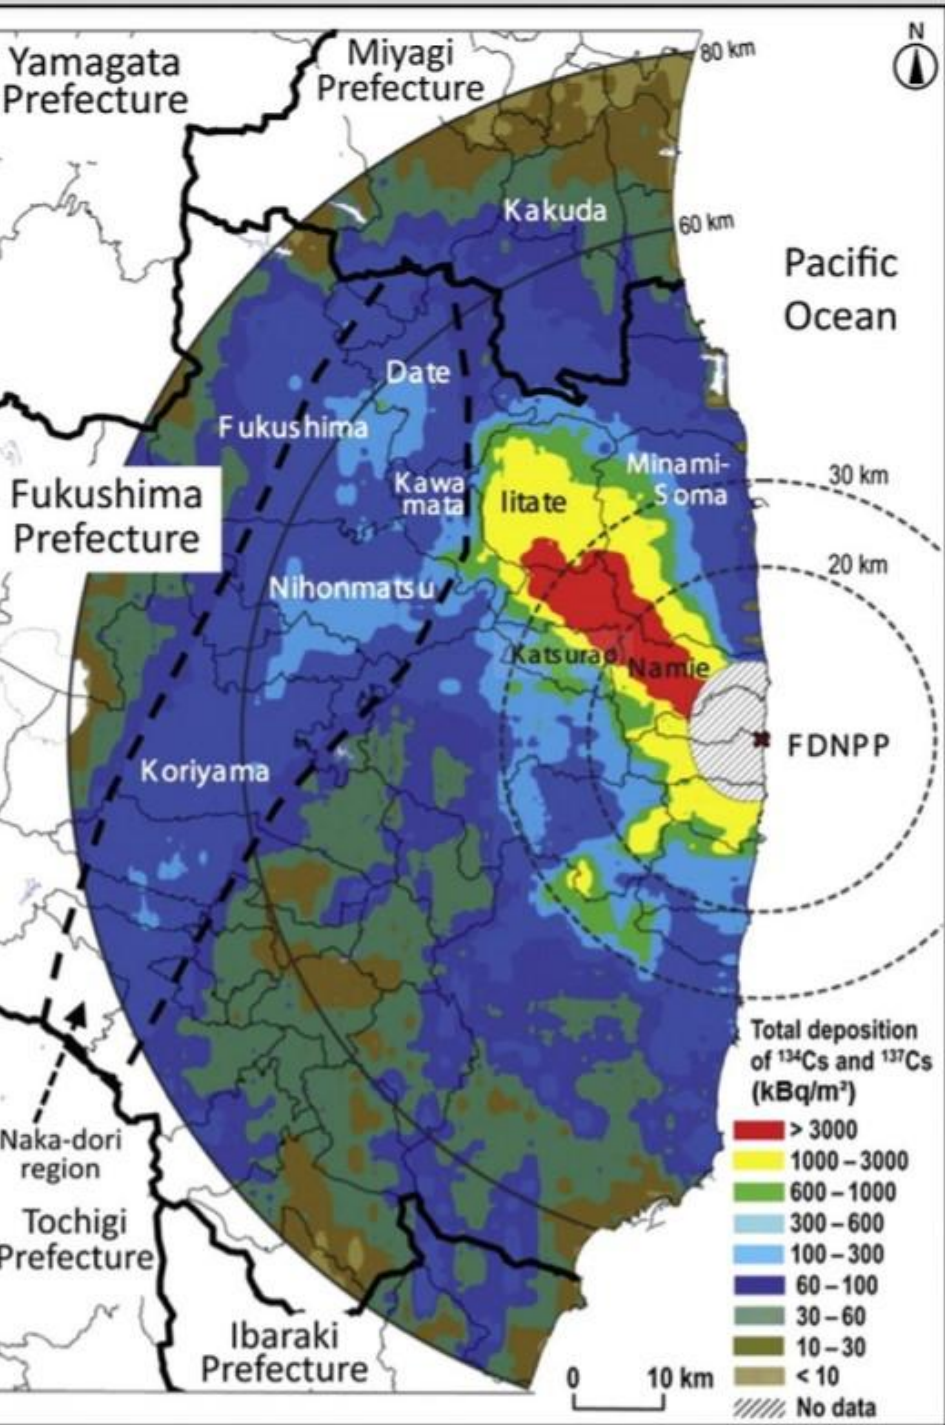 N
80 km
Yamagata
Prefecture
Miyagi
Prefecture
Kakuda
60 km
Pacific
Ocean
Date
Fukushima
Minami-
Soma
30 km
Kawa
mata
Iitate
Fukushima
Prefecture
20 km
Nihonmatsu
Katsurao
Namie
FDNPP
Koriyama
Naka-dori
region
Tochigi
Prefecture
Ibaraki
Prefecture
0 10 km
Total deposition
of ¹³⁴Cs and ¹³⁷Cs
(kBq/m²)
> 3000
1000 – 3000
600 – 1000
300 – 600
100 – 300
60 – 100
30 – 60
10 – 30
< 10
No data